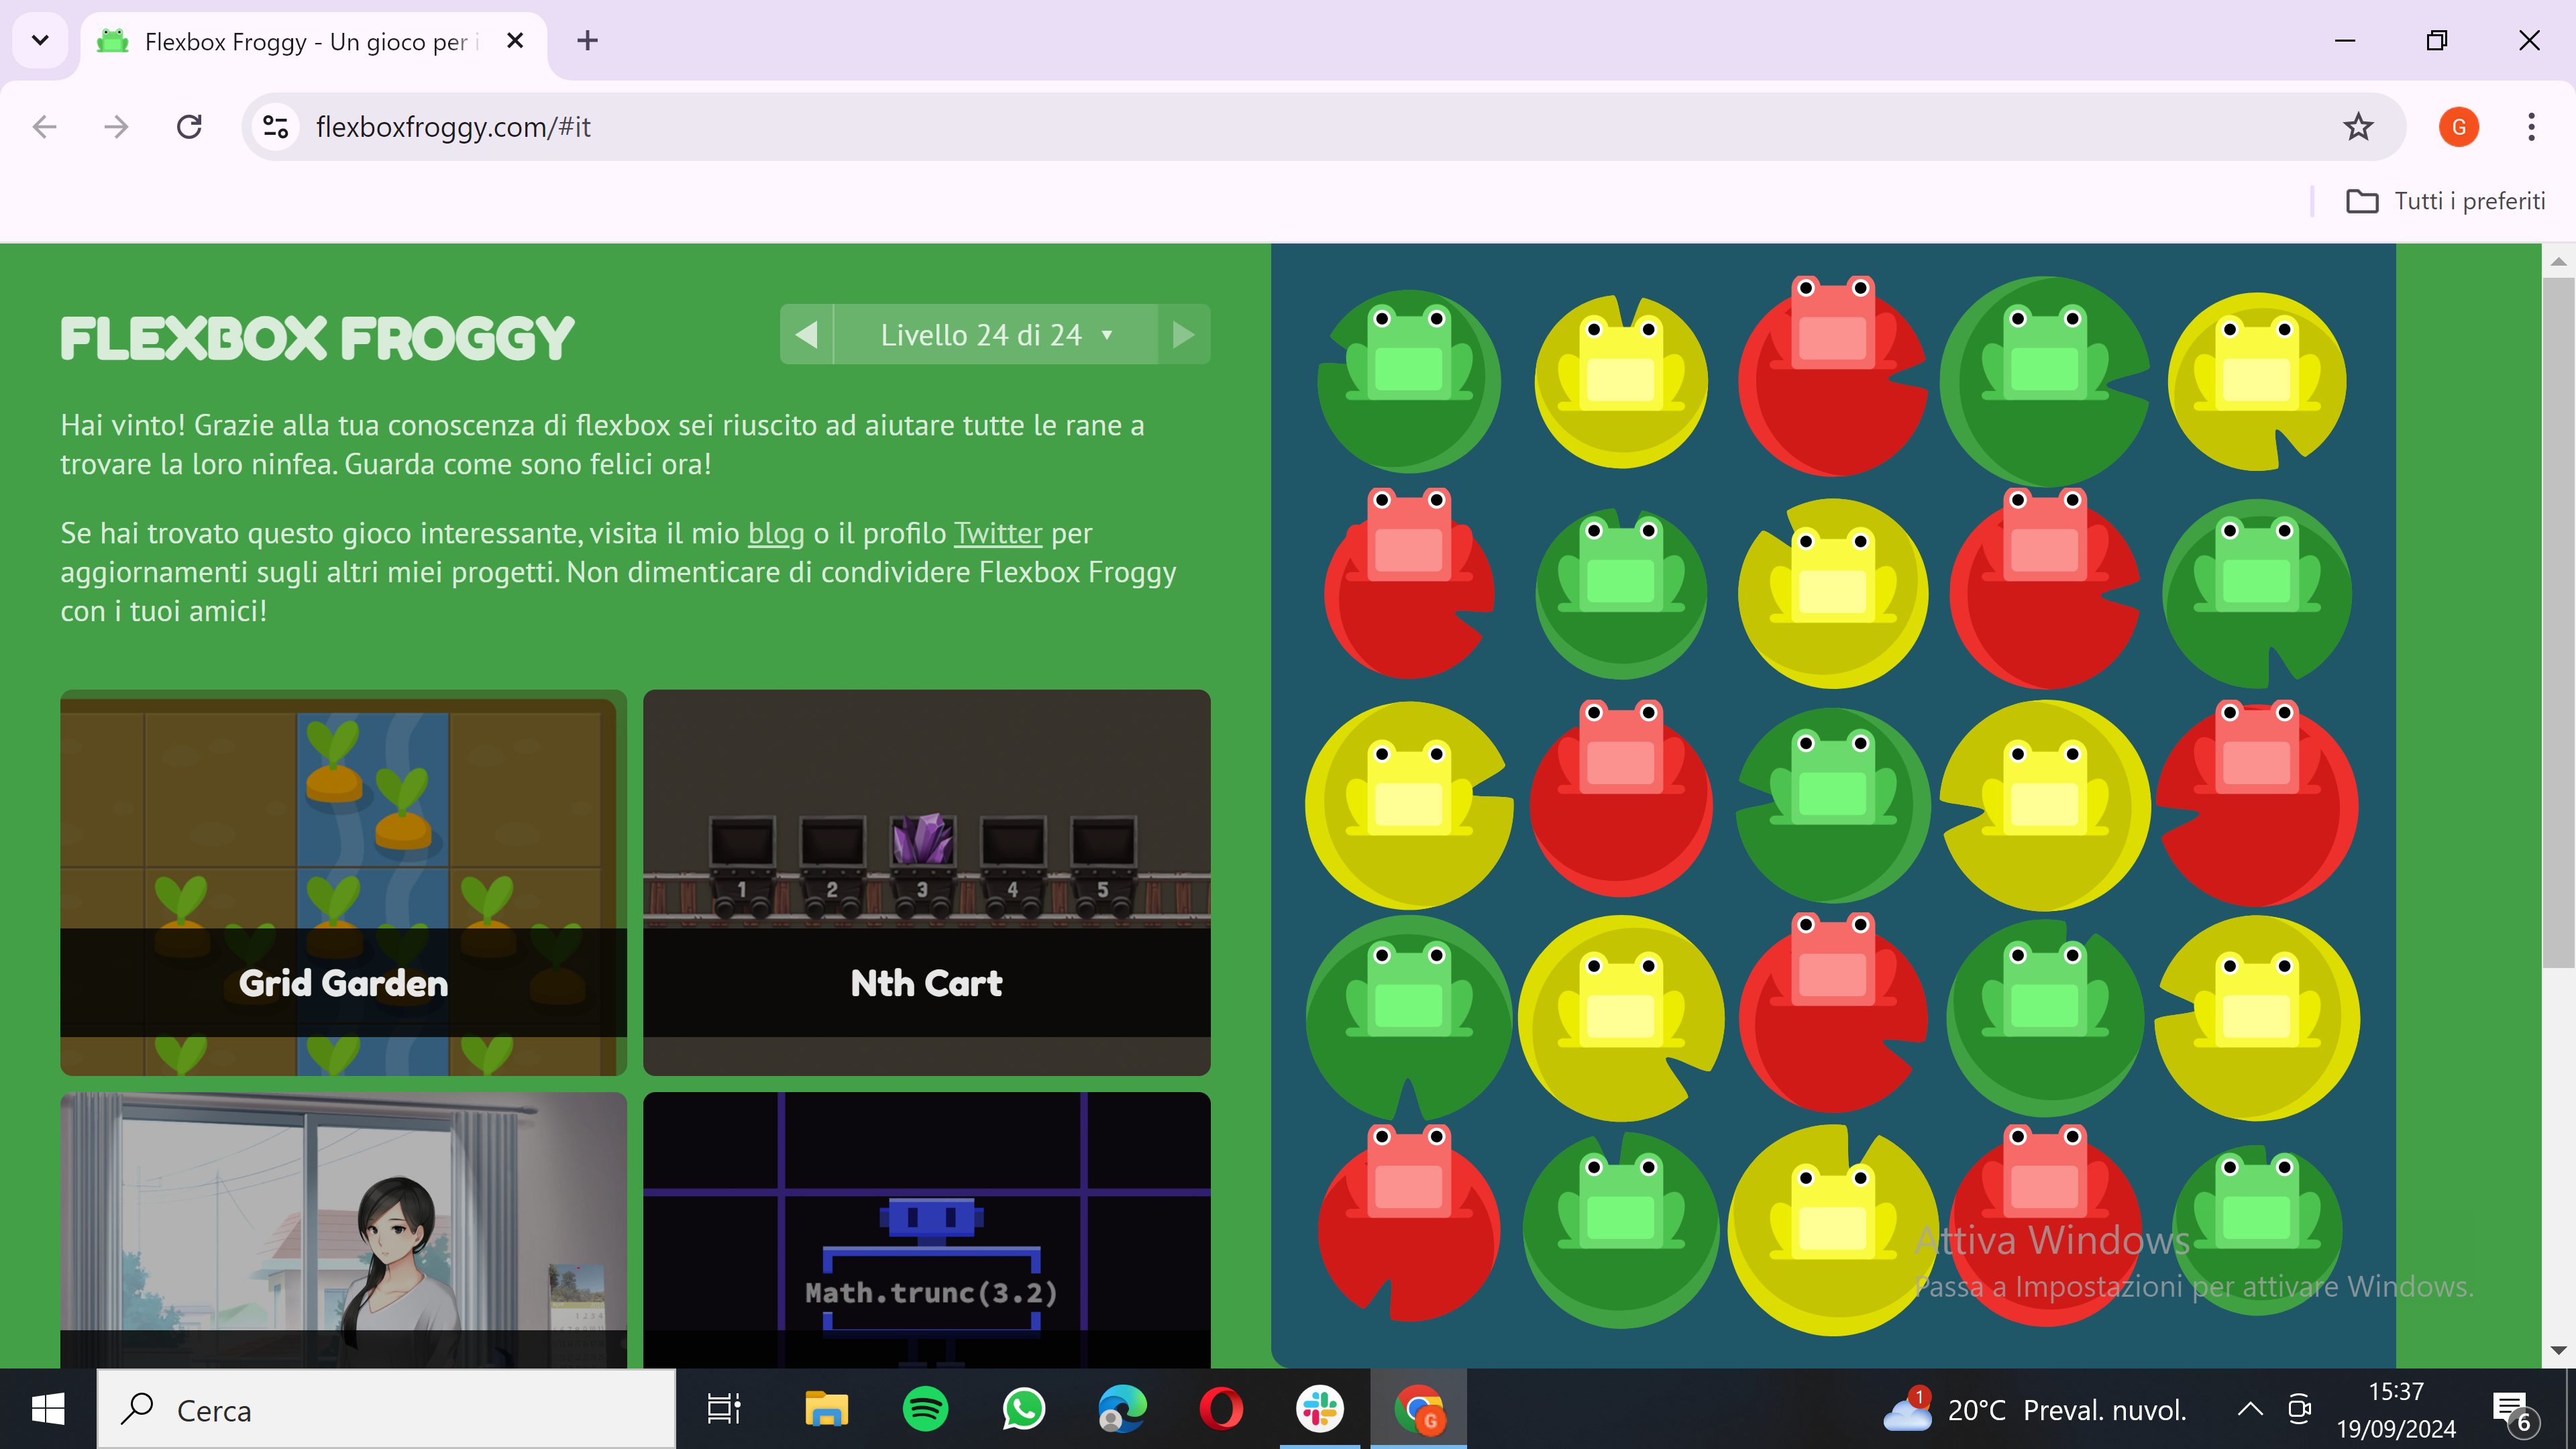 Flexbox Froggy - Un gioco per i
flexboxfroggy.com/#it
G
Tutti i preferiti
FLEXBOX FROGGY
Livello 24 di 24
Hai vinto! Grazie alla tua conoscenza di flexbox sei riuscito ad aiutare tutte le rane a
trovare la loro ninfea. Guarda come sono felici ora!
Se hai trovato questo gioco interessante, visita il mio blog o il profilo Twitter per
aggiornamenti sugli altri miei progetti. Non dimenticare di condividere Flexbox Froggy
con i tuoi amici!
1 2 3 4 5
Grid Garden
Nth Cart
Math.trunc(3.2)
Attiva Windows
Passa a Impostazioni per attivare Windows.
Cerca
G
1
20°C Preval. nuvol.
15:37
19/09/2024
6